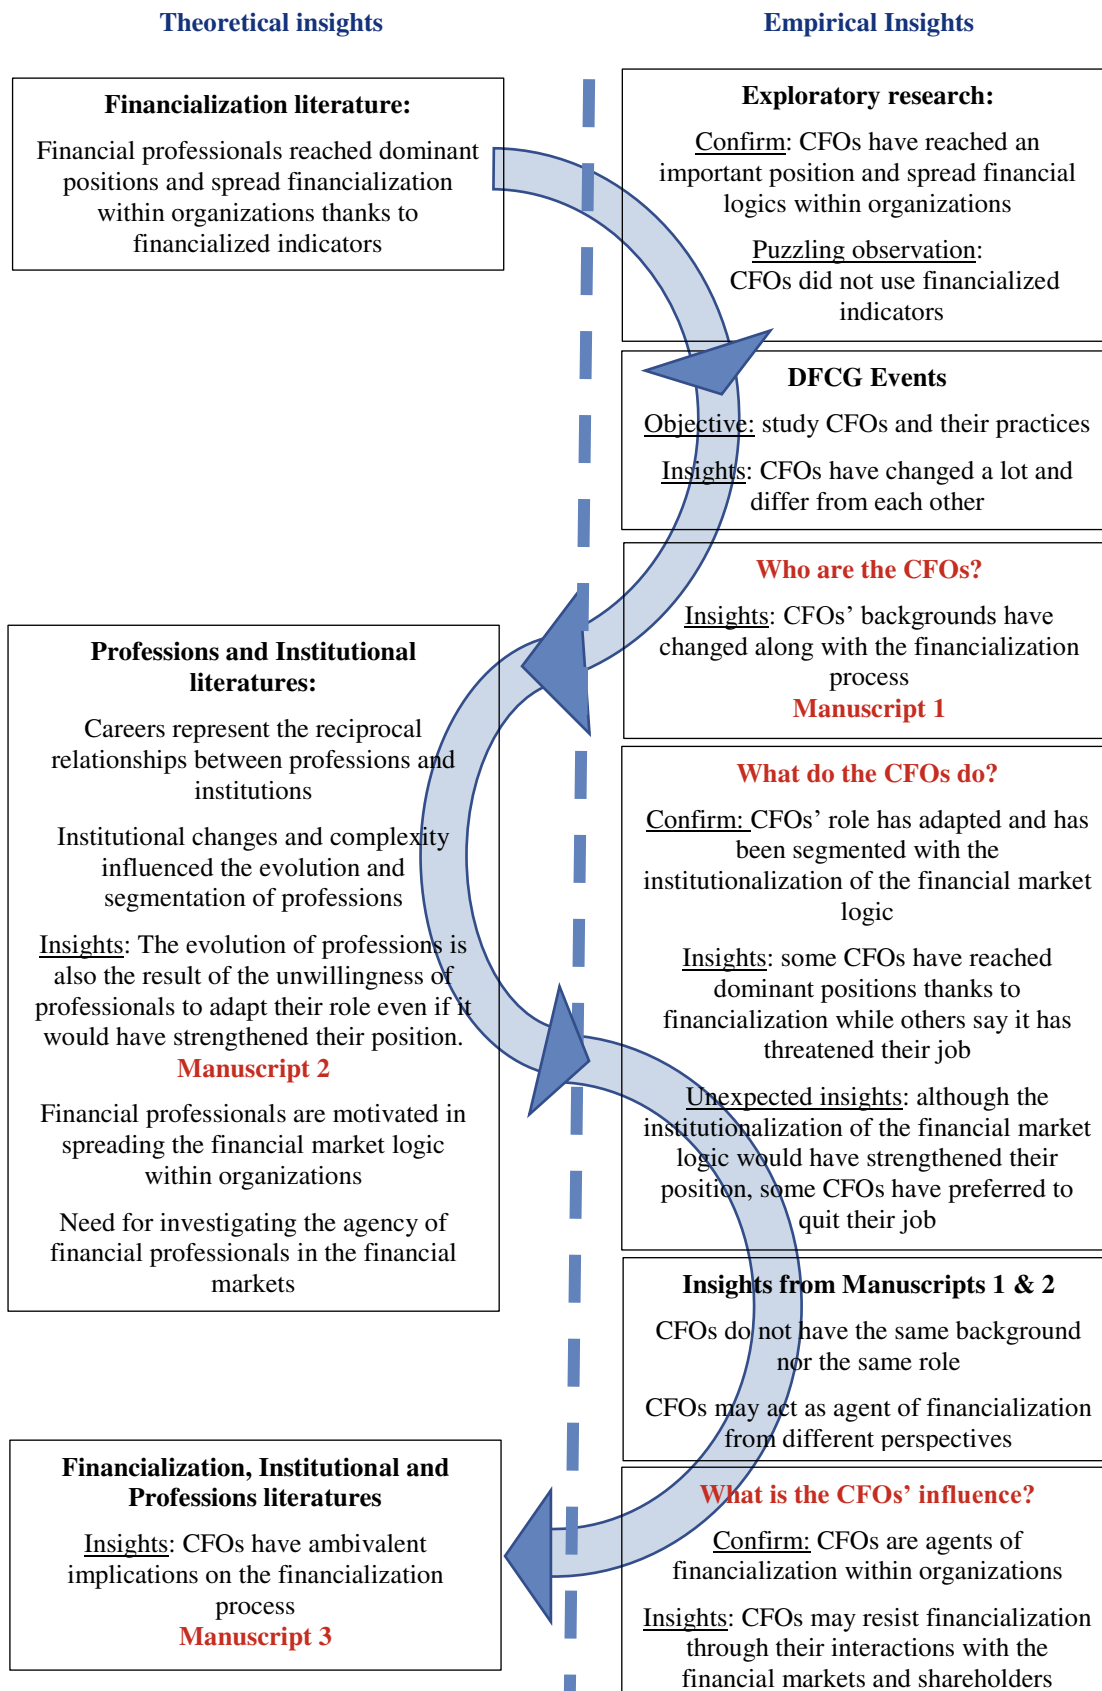 Theoretical insights
Empirical Insights
Financialization literature:
Financial professionals reached dominant
positions and spread financialization
within organizations thanks to
financialized indicators
Exploratory research:
Confirm: CFOs have reached an
important position and spread financial
logics within organizations
Puzzling observation:
CFOs did not use financialized
indicators
DFCG Events
Objective: study CFOs and their practices
Insights: CFOs have changed a lot and
differ from each other
Who are the CFOs?
Insights: CFOs’ backgrounds have
changed along with the financialization
process
Manuscript 1
Professions and Institutional
literatures:
Careers represent the reciprocal
relationships between professions and
institutions
Institutional changes and complexity
influenced the evolution and
segmentation of professions
Insights: The evolution of professions is
also the result of the unwillingness of
professionals to adapt their role even if it
would have strengthened their position.
Manuscript 2
Financial professionals are motivated in
spreading the financial market logic
within organizations
Need for investigating the agency of
financial professionals in the financial
markets
What do the CFOs do?
Confirm: CFOs’ role has adapted and has
been segmented with the
institutionalization of the financial market
logic
Insights: some CFOs have reached
dominant positions thanks to
financialization while others say it has
threatened their job
Unexpected insights: although the
institutionalization of the financial market
logic would have strengthened their
position, some CFOs have preferred to
quit their job
Insights from Manuscripts 1 & 2
CFOs do not have the same background
nor the same role
CFOs may act as agent of financialization
from different perspectives
Financialization, Institutional and
Professions literatures
Insights: CFOs have ambivalent
implications on the financialization
process
Manuscript 3
What is the CFOs’ influence?
Confirm: CFOs are agents of
financialization within organizations
Insights: CFOs may resist financialization
through their interactions with the
financial markets and shareholders